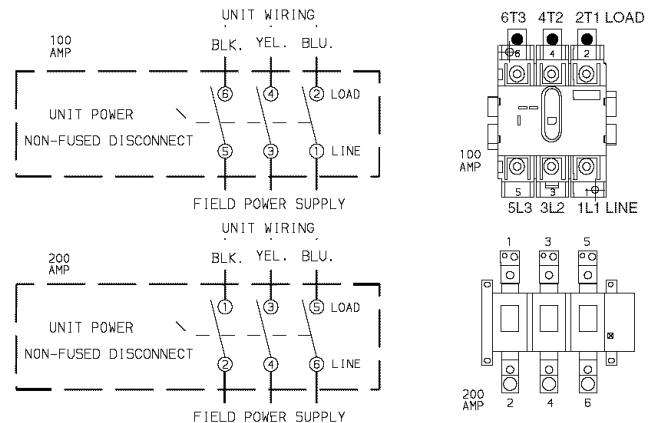 UNIT WIRING
BLK. YEL. BLU.
100
AMP
6 4 2 LOAD
UNIT POWER
NON-FUSED DISCONNECT
5 3 1 LINE
FIELD POWER SUPPLY
6T3 4T2 2T1 LOAD
6 4 2
100
AMP
5 3 1
5L3 3L2 1L1 LINE
UNIT WIRING
BLK. YEL. BLU.
200
AMP
1 3 5 LOAD
UNIT POWER
NON-FUSED DISCONNECT
2 4 6 LINE
FIELD POWER SUPPLY
1 3 5
200
AMP
2 4 6